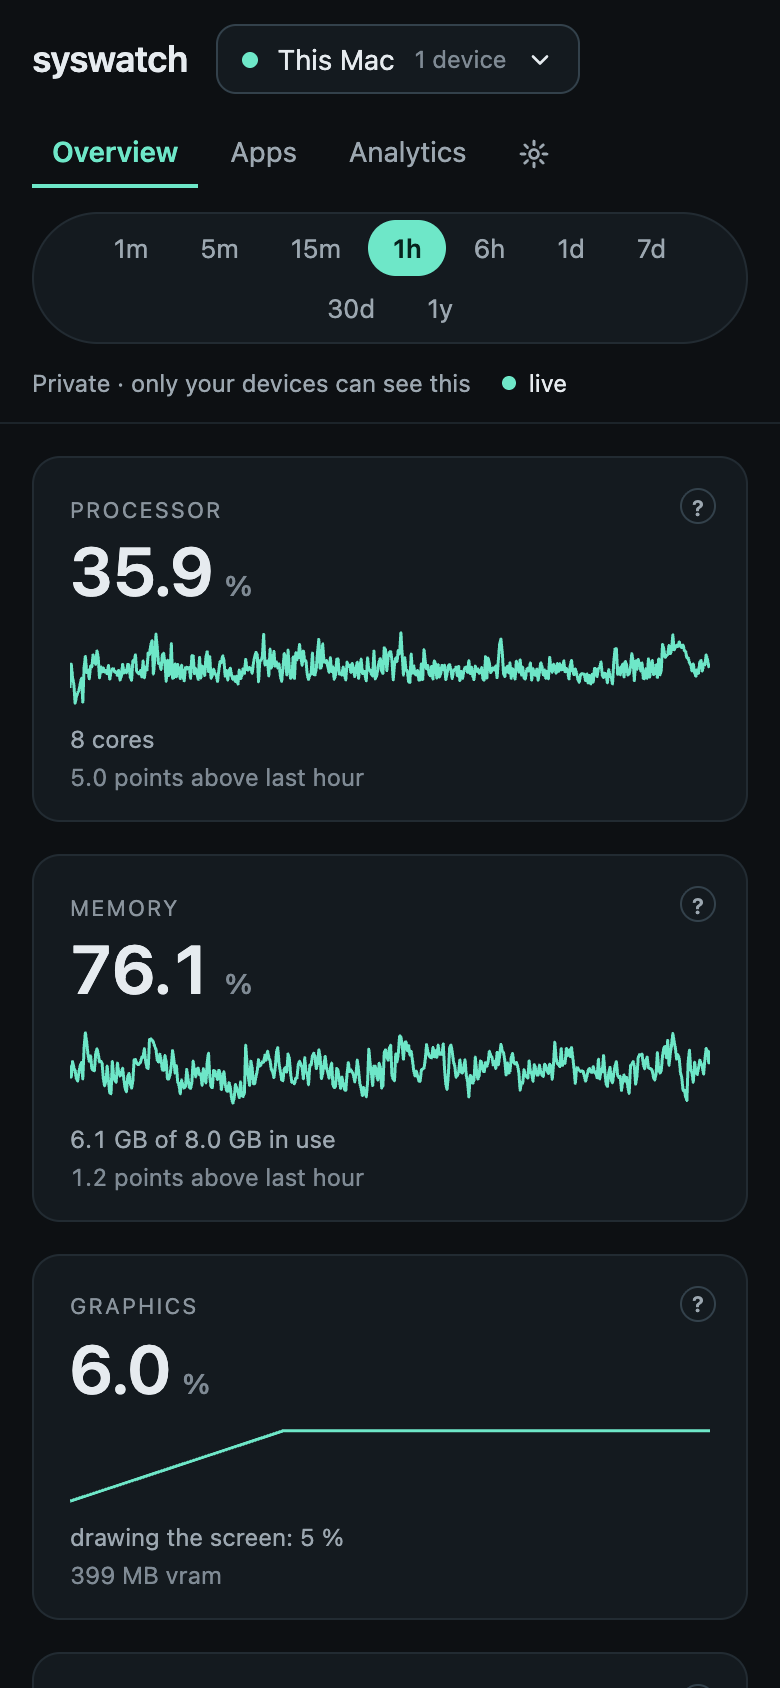 syswatch This Mac 1 device
Overview Apps Analytics
1m 5m 15m 1h 6h 1d 7d
30d 1y
Private · only your devices can see this live
PROCESSOR ?
35.9 %
8 cores
5.0 points above last hour
MEMORY ?
76.1 %
6.1 GB of 8.0 GB in use
1.2 points above last hour
GRAPHICS ?
6.0 %
drawing the screen: 5 %
399 MB vram